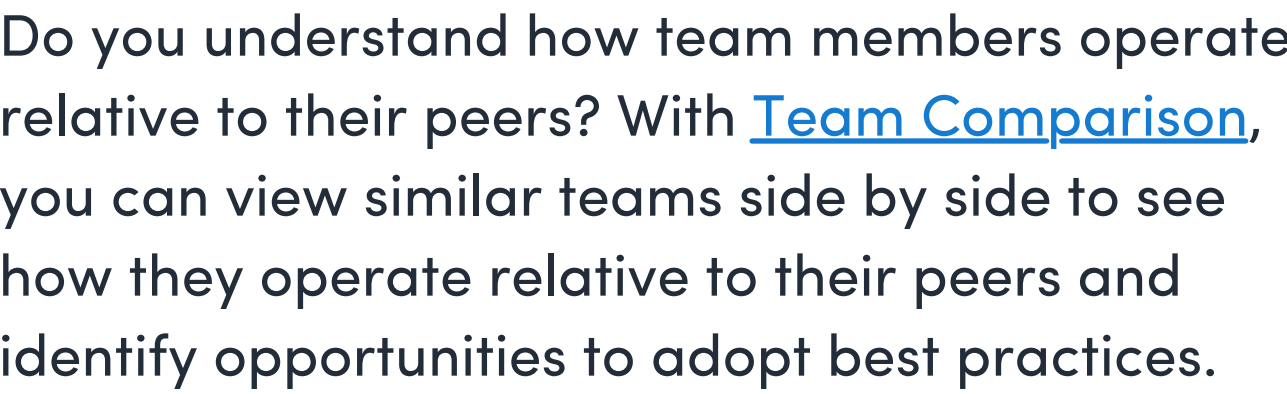 Do you understand how team members operate
relative to their peers? With Team Comparison,
you can view similar teams side by side to see
how they operate relative to their peers and
identify opportunities to adopt best practices.